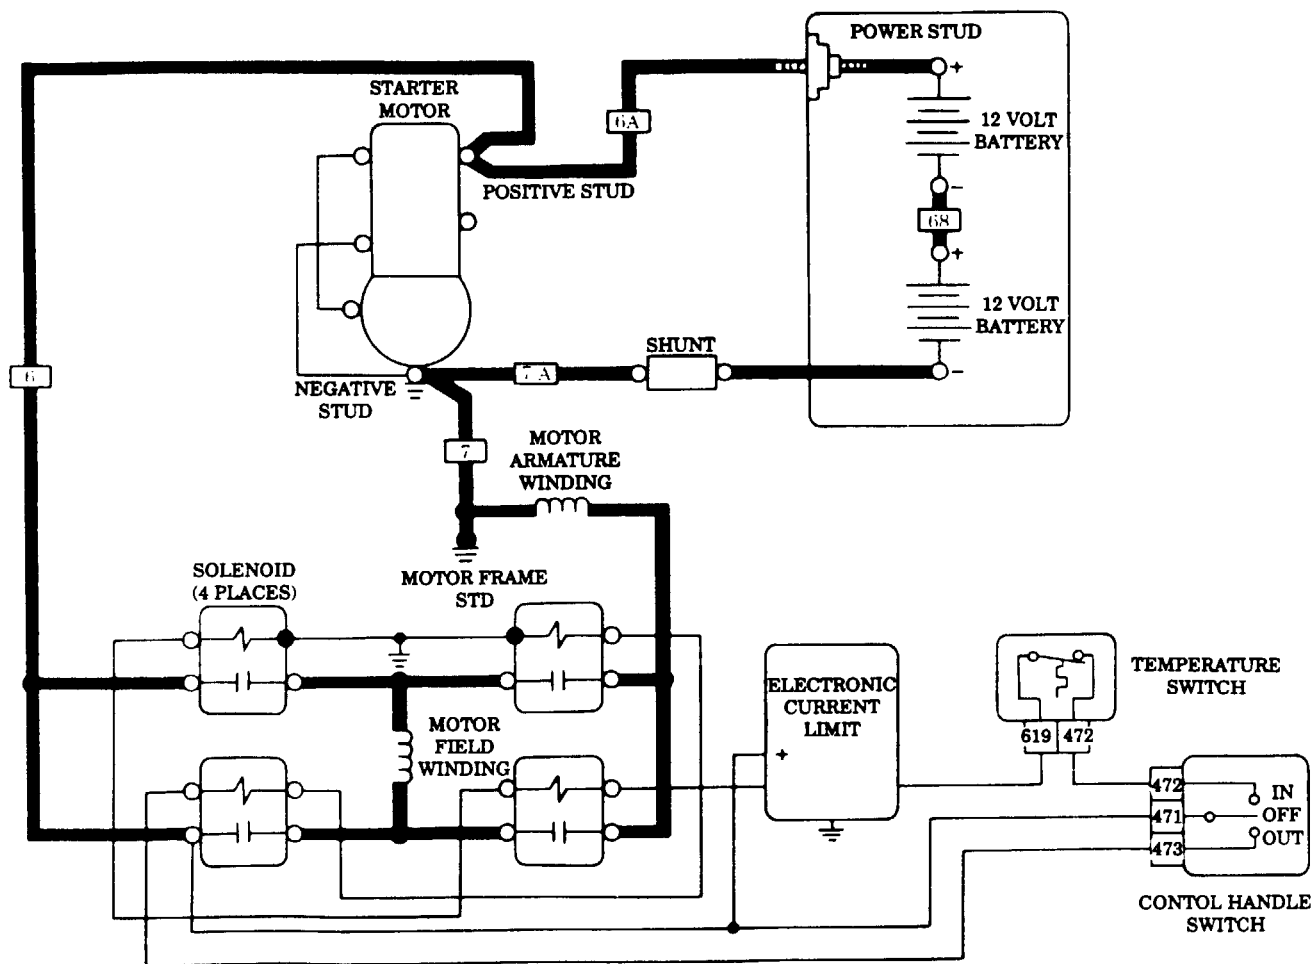 POWER STUD
STARTER
MOTOR
6A
+
12 VOLT
BATTERY
POSITIVE STUD
-
68
+
12 VOLT
BATTERY
SHUNT
6
7A
-
NEGATIVE
STUD
7
MOTOR
ARMATURE
WINDING
SOLENOID
(4 PLACES)
MOTOR FRAME
STD
ELECTRONIC
CURRENT
LIMIT
+
TEMPERATURE
SWITCH
619
472
MOTOR
FIELD
WINDING
472
471
473
IN
OFF
OUT
CONTOL HANDLE
SWITCH